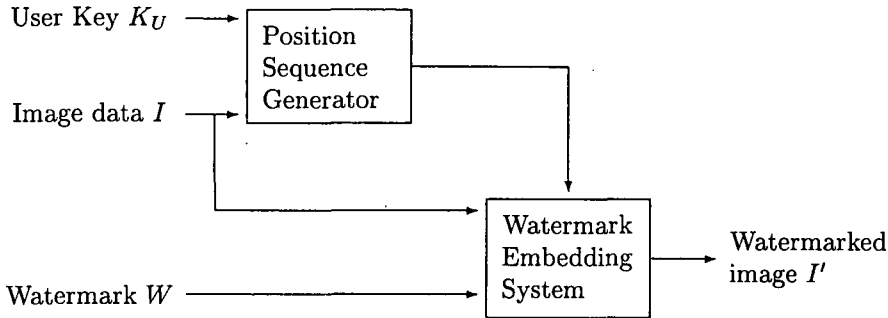 User Key K_U
Position
Sequence
Generator
Image data I
Watermark
Embedding
System
Watermarked
image I'
Watermark W